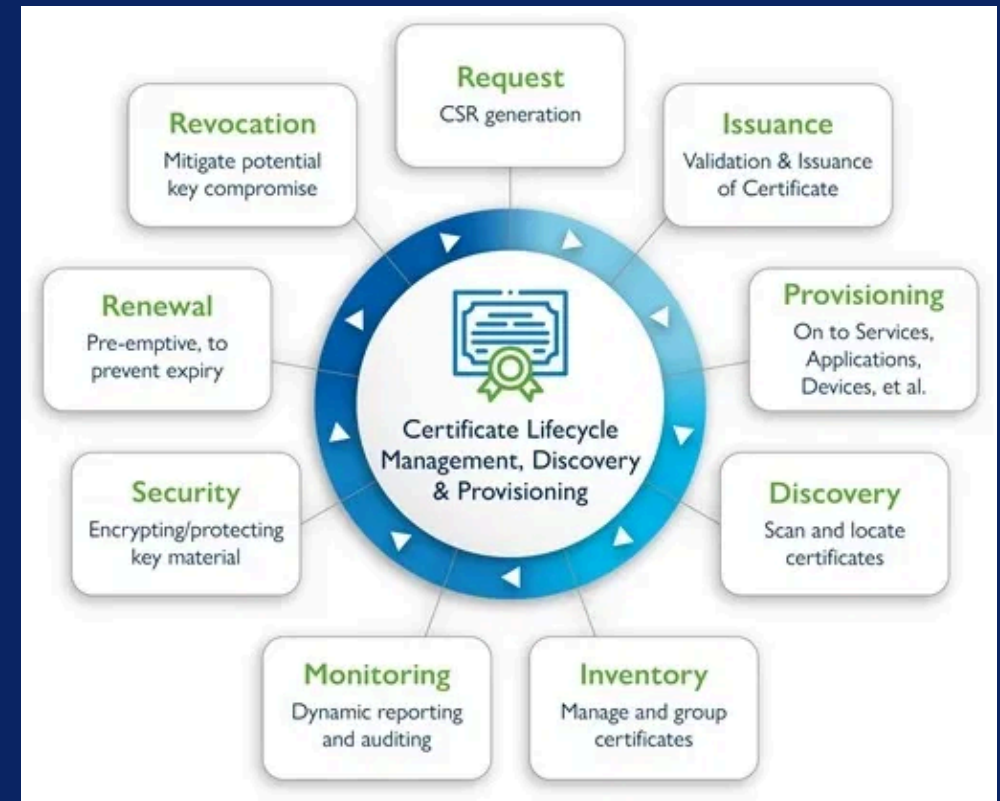 Request
CSR generation
Issuance
Validation & Issuance
of Certificate
Provisioning
On to Services,
Applications,
Devices, et al.
Discovery
Scan and locate
certificates
Inventory
Manage and group
certificates
Monitoring
Dynamic reporting
and auditing
Security
Encrypting/protecting
key material
Renewal
Pre-emptive, to
prevent expiry
Revocation
Mitigate potential
key compromise
Certificate Lifecycle
Management, Discovery
& Provisioning